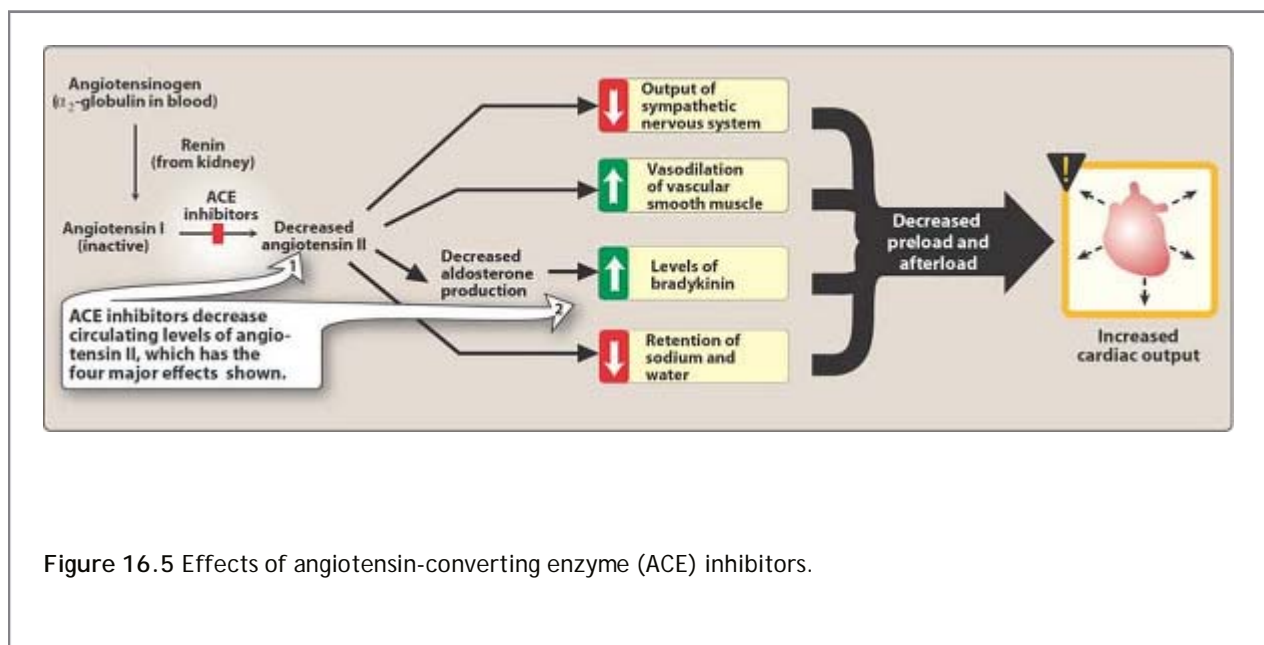 Angiotensinogen
(α₂-globulin in blood)
Renin
(from kidney)
ACE
inhibitors
Angiotensin I
(inactive)
Decreased
angiotensin II
1
ACE inhibitors decrease
circulating levels of angio-
tensin II, which has the
four major effects shown.
Decreased
aldosterone
production
2
Output of
sympathetic
nervous system
Vasodilation
of vascular
smooth muscle
Levels of
bradykinin
Retention of
sodium and
water
Decreased
preload and
afterload
!
Increased
cardiac output
Figure 16.5 Effects of angiotensin-converting enzyme (ACE) inhibitors.